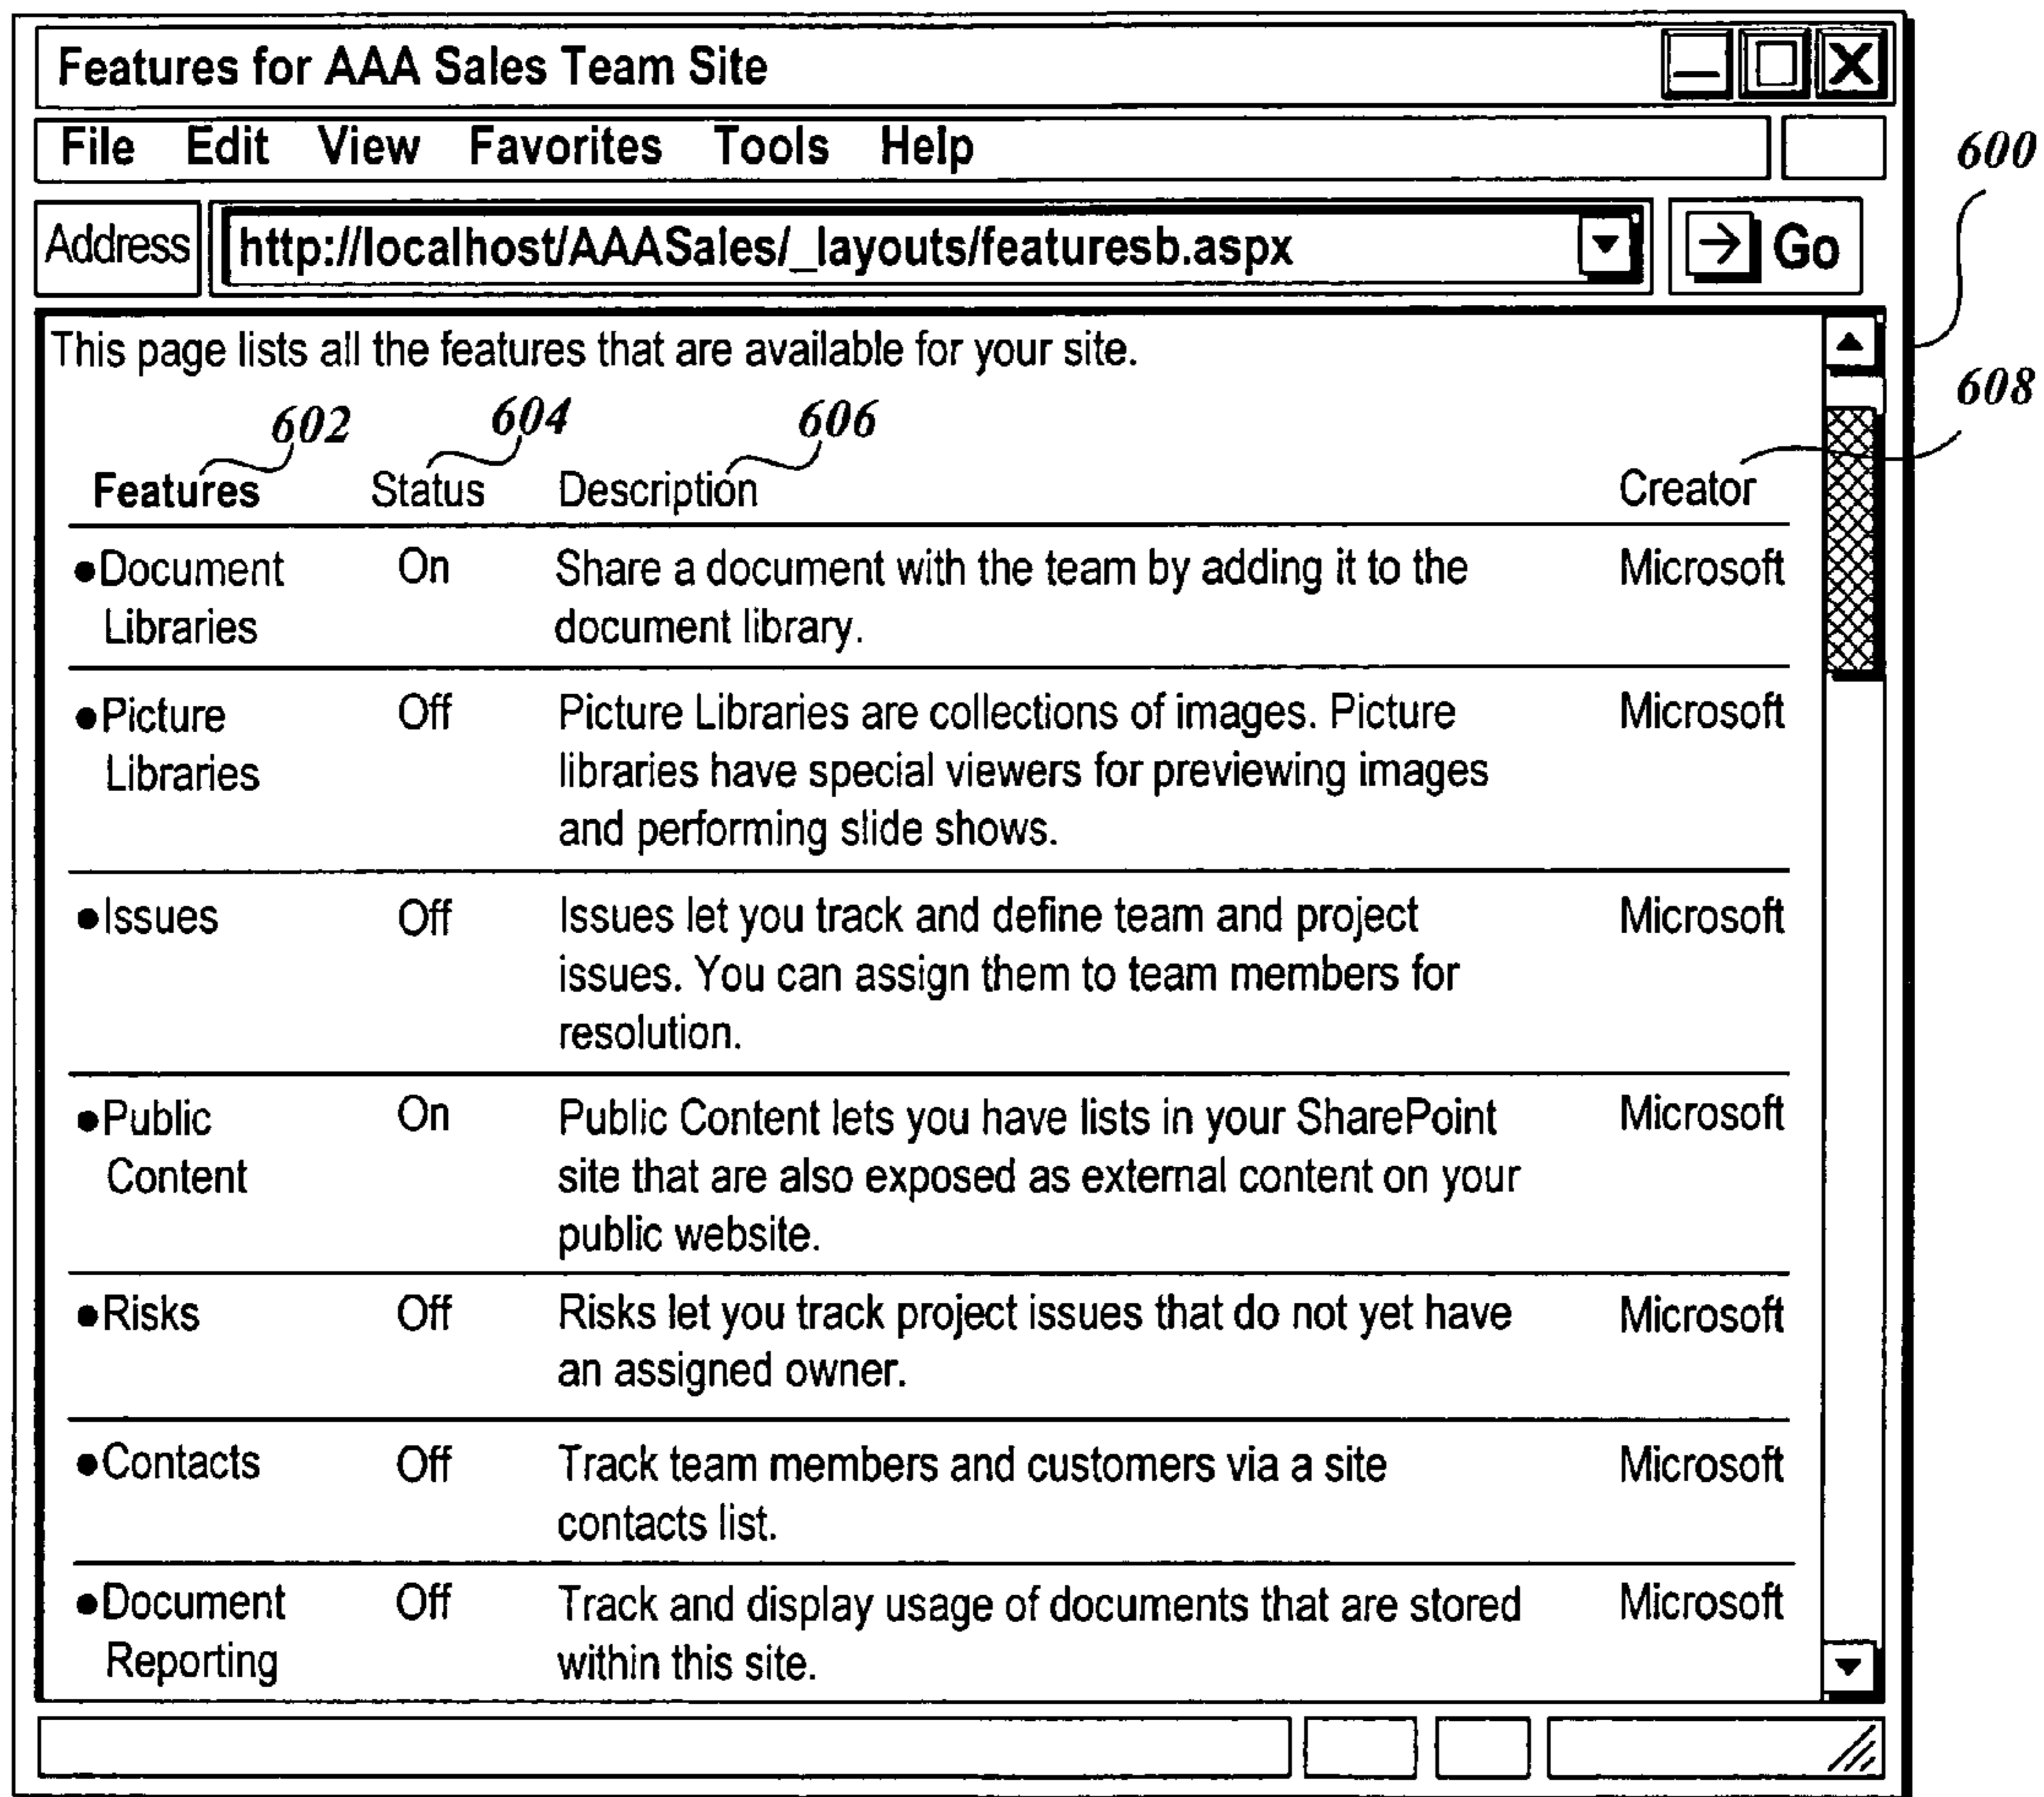 Features for AAA Sales Team Site
File Edit View Favorites Tools Help
600
Address http://localhost/AAASales/_layouts/featuresb.aspx Go
This page lists all the features that are available for your site.
608
602 604 606
Features Status Description Creator
●Document On Share a document with the team by adding it to the Microsoft
Libraries document library.
●Picture Off Picture Libraries are collections of images. Picture Microsoft
Libraries libraries have special viewers for previewing images
and performing slide shows.
●Issues Off Issues let you track and define team and project Microsoft
issues. You can assign them to team members for
resolution.
●Public On Public Content lets you have lists in your SharePoint Microsoft
Content site that are also exposed as external content on your
public website.
●Risks Off Risks let you track project issues that do not yet have Microsoft
an assigned owner.
●Contacts Off Track team members and customers via a site Microsoft
contacts list.
●Document Off Track and display usage of documents that are stored Microsoft
Reporting within this site.